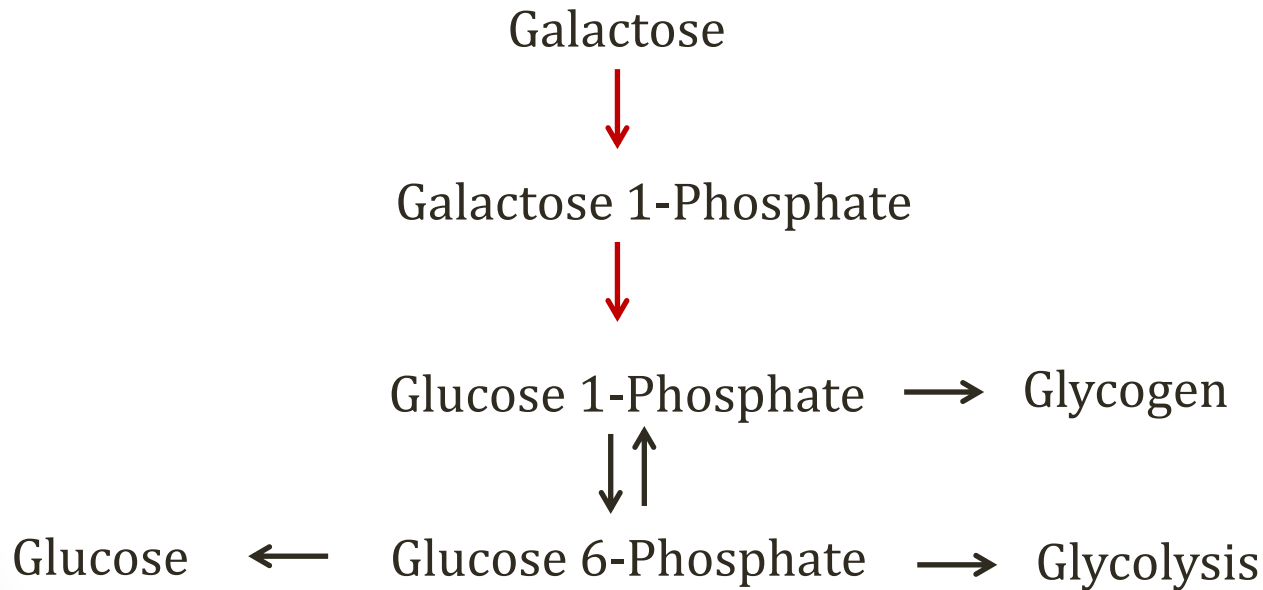 Galactose
Galactose 1-Phosphate
Glucose 1-Phosphate
Glycogen
Glucose
Glucose 6-Phosphate
Glycolysis